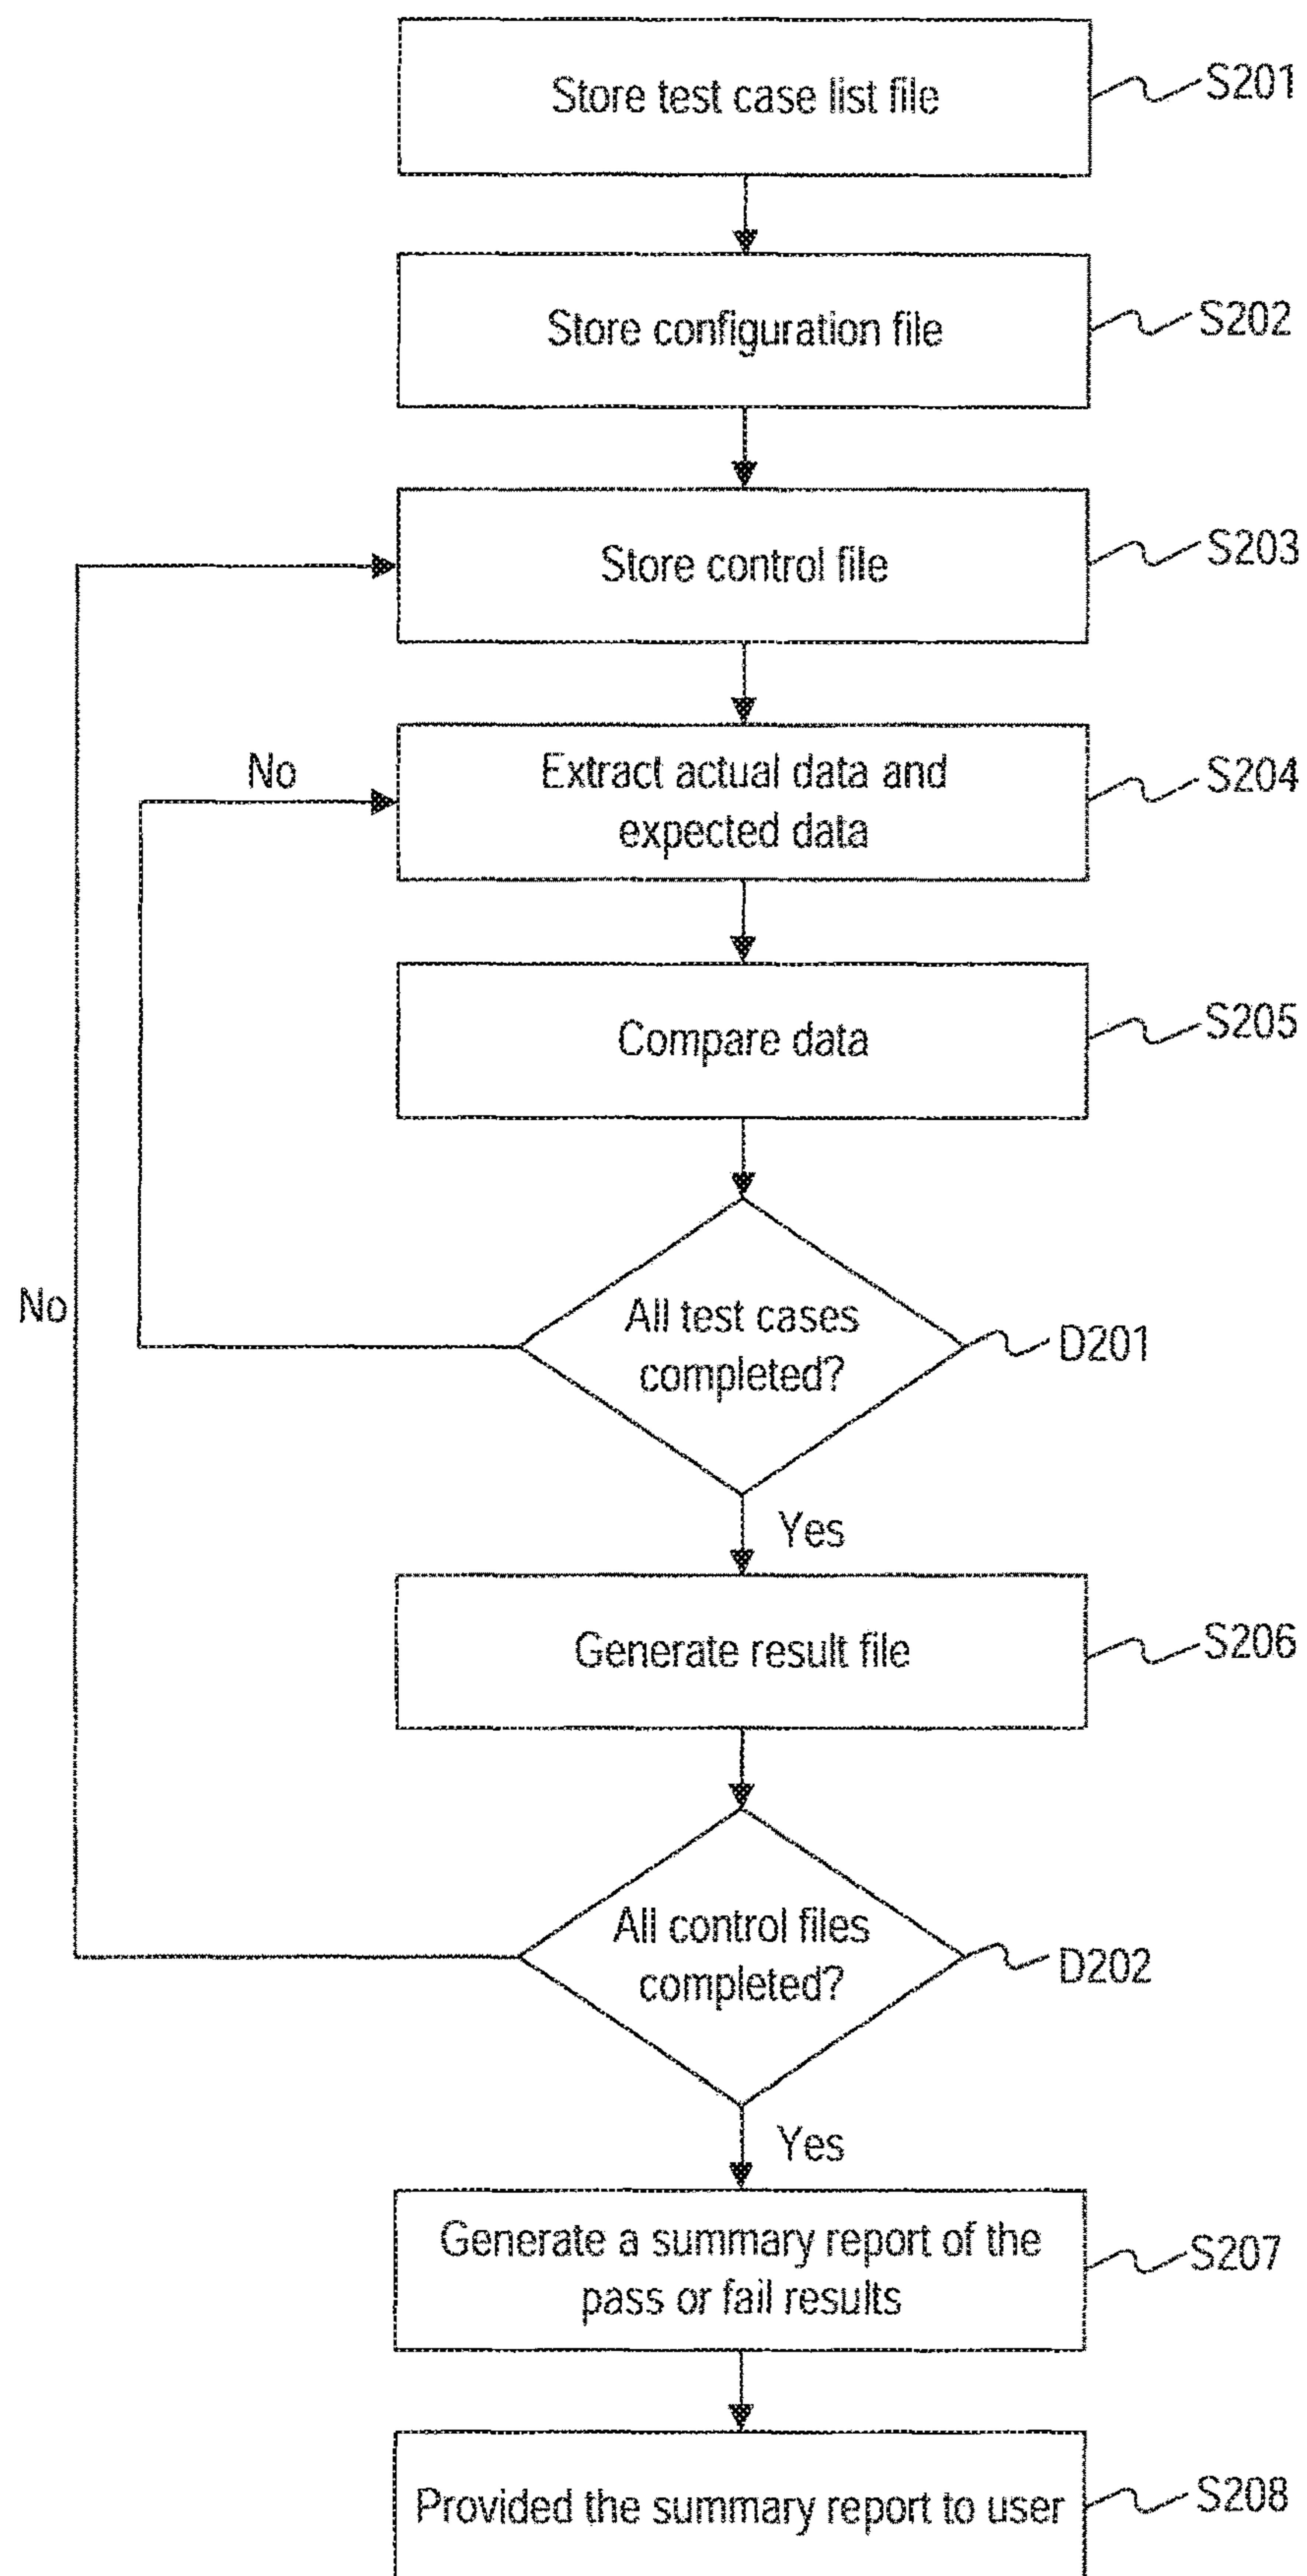 Store test case list file
S201
Store configuration file
S202
Store control file
S203
No
Extract actual data and
expected data
S204
Compare data
S205
No
All test cases
completed?
D201
Yes
Generate result file
S206
All control files
completed?
D202
Yes
Generate a summary report of the
pass or fail results
S207
Provided the summary report to user
S208